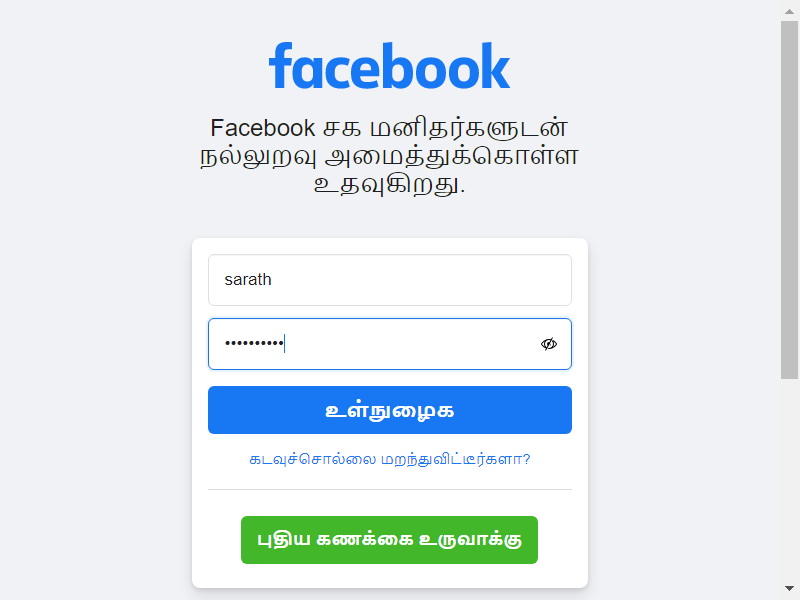 facebook
Facebook சக மனிதர்களுடன்
நல்லுறவு அமைத்துக்கொள்ள
உதவுகிறது.
sarath
••••••••••
உள்நுழைக
கடவுச்சொல்லை மறந்துவிட்டீர்களா?
புதிய கணக்கை உருவாக்கு